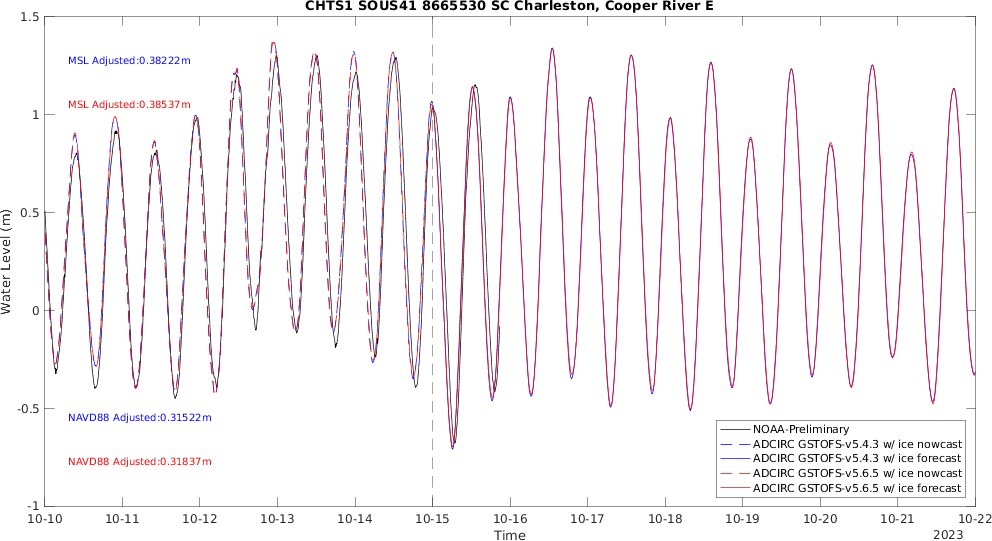 CHTS1 SOUS41 8665530 SC Charleston, Cooper River E
1.5
MSL Adjusted:0.38222m
MSL Adjusted:0.38537m
1
0.5
Water Level (m)
0
-0.5
NAVD88 Adjusted:0.31522m
NAVD88 Adjusted:0.31837m
-1
NOAA-Preliminary
ADCIRC GSTOFS-v5.4.3 w/ ice nowcast
ADCIRC GSTOFS-v5.4.3 w/ ice forecast
ADCIRC GSTOFS-v5.6.5 w/ ice nowcast
ADCIRC GSTOFS-v5.6.5 w/ ice forecast
10-10 10-11 10-12 10-13 10-14 10-15 10-16 10-17 10-18 10-19 10-20 10-21 10-22
Time
2023